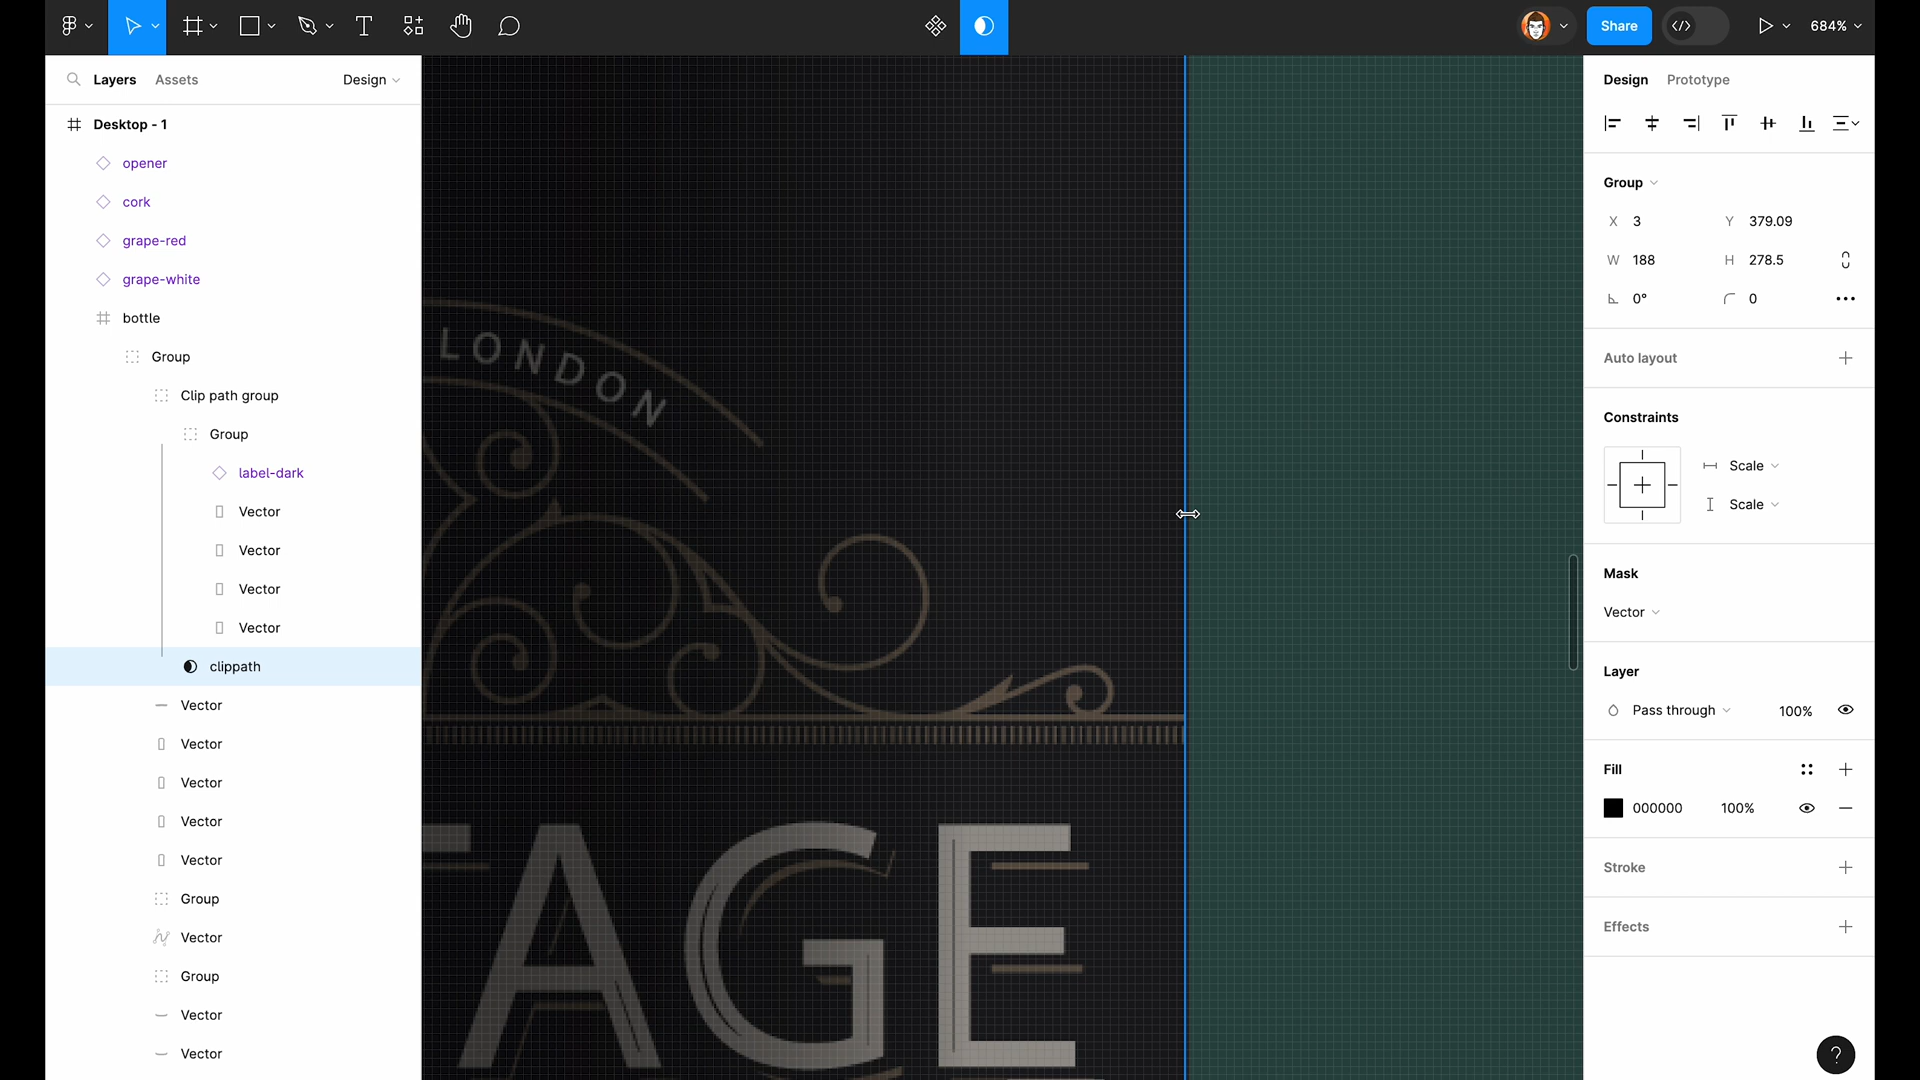 Share
684%
Layers
Assets
Design
Desktop - 1
opener
cork
grape-red
grape-white
bottle
Group
Clip path group
Group
label-dark
Vector
Vector
Vector
Vector
clippath
Vector
Vector
Vector
Vector
Vector
Group
Vector
Group
Vector
Vector
LONDON
AGE
Design
Prototype
Group
X 3
Y 379.09
W 188
H 278.5
0°
0
Auto layout
Constraints
Scale
Scale
Mask
Vector
Layer
Pass through
100%
Fill
000000
100%
Stroke
Effects
?